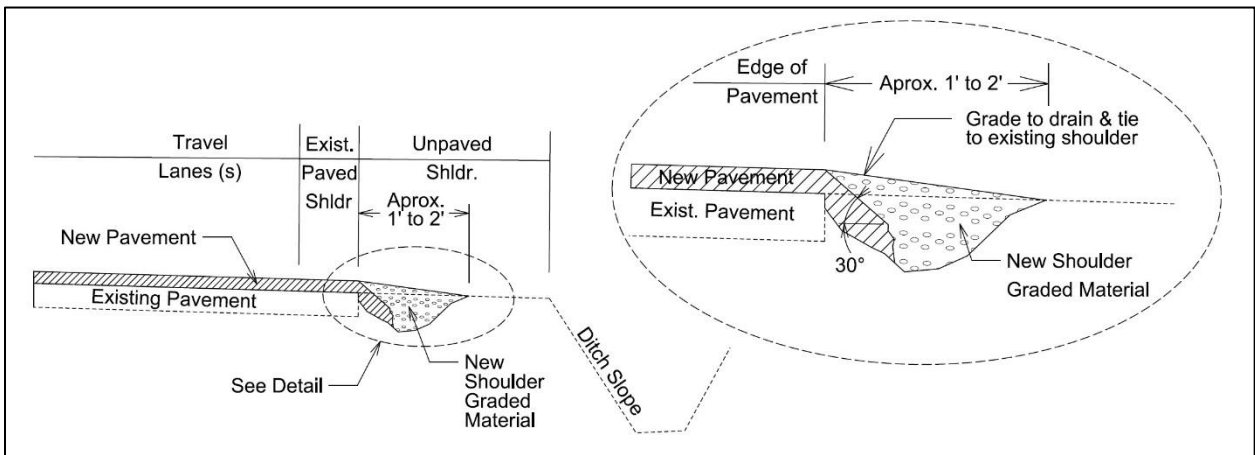 Travel
Lanes (s)
Exist.
Paved
Shldr
Unpaved
Shldr.
Aprox.
1' to 2'
New Pavement
Existing Pavement
See Detail
New
Shoulder
Graded
Material
Ditch Slope
Edge of
Pavement
Aprox. 1' to 2'
Grade to drain & tie
to existing shoulder
New Pavement
Exist. Pavement
30°
New Shoulder
Graded Material